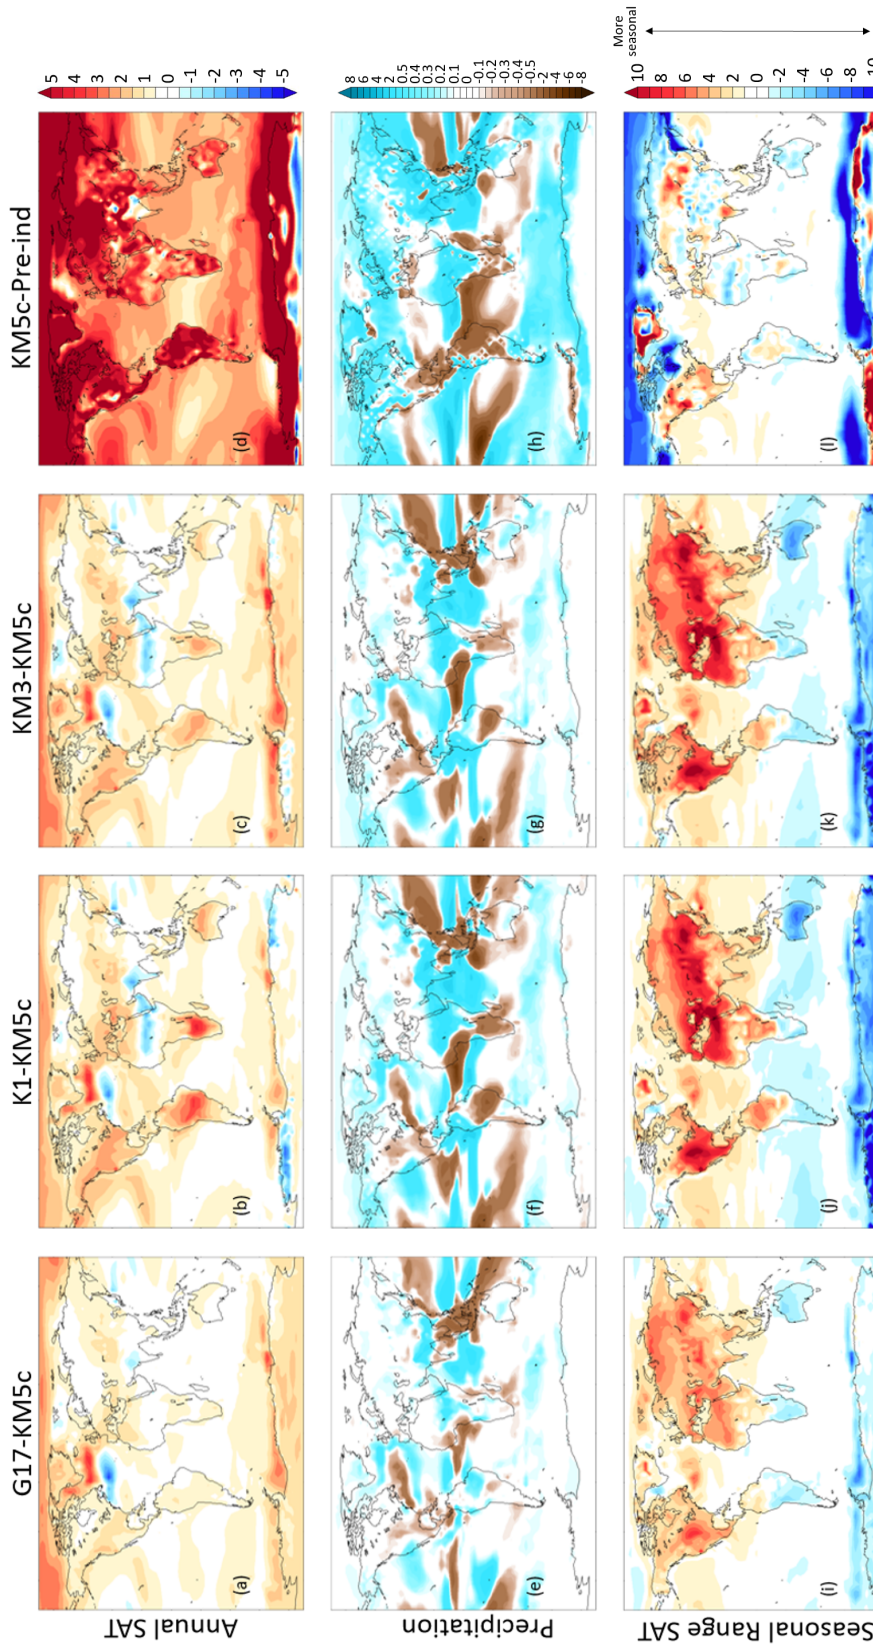 G17-KM5c
K1-KM5c
KM3-KM5c
KM5c-Pre-ind
Annual SAT
(a)
(b)
(c)
(d)
5
4
3
2
1
0
-1
-2
-3
-4
-5
Precipitation
(e)
(f)
(g)
(h)
8
6
4
2
0.5
0.4
0.3
0.2
0.1
0
-0.1
-0.2
-0.3
-0.4
-0.5
-2
-4
-6
-8
Seasonal Range SAT
(i)
(j)
(k)
(l)
More
seasonal
10
8
6
4
2
0
-2
-4
-6
-8
-10